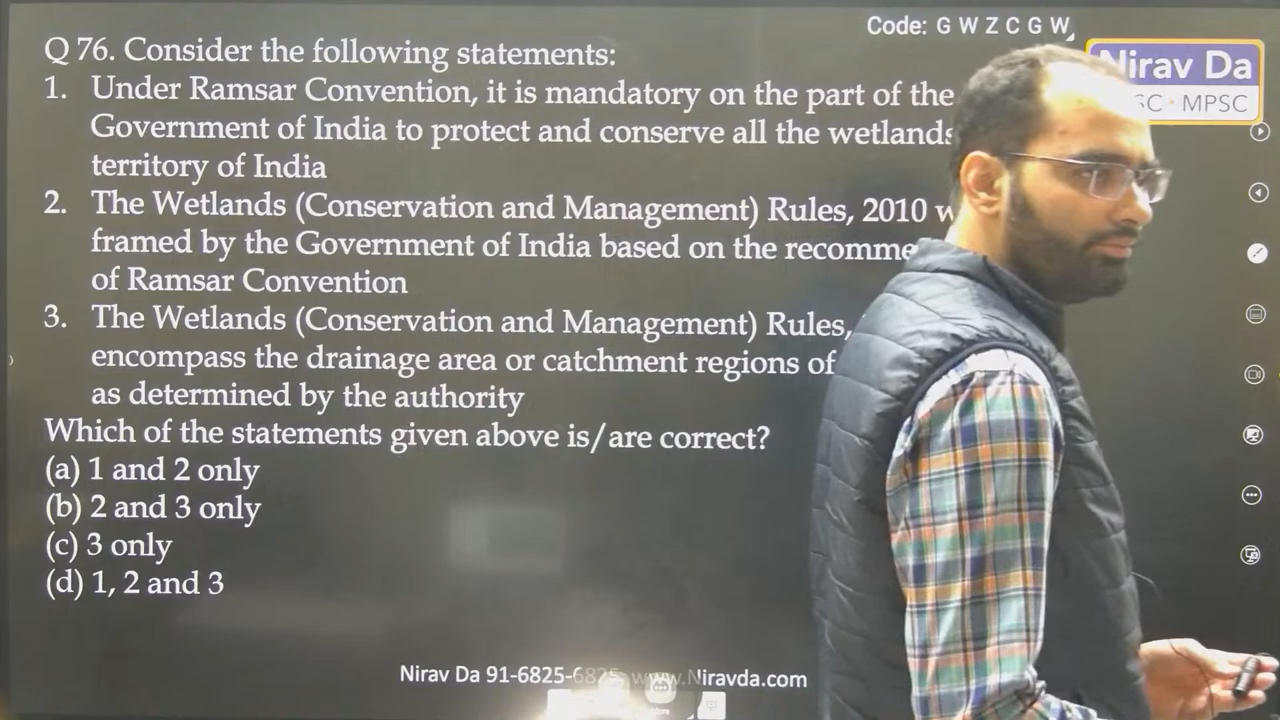 Code: G W Z C G W
Q 76. Consider the following statements:
Nirav Da
SC · MPSC
1. Under Ramsar Convention, it is mandatory on the part of the
Government of India to protect and conserve all the wetlands
territory of India
2. The Wetlands (Conservation and Management) Rules, 2010 w
framed by the Government of India based on the recomme
of Ramsar Convention
3. The Wetlands (Conservation and Management) Rules,
encompass the drainage area or catchment regions of
as determined by the authority
Which of the statements given above is/are correct?
(a) 1 and 2 only
(b) 2 and 3 only
(c) 3 only
(d) 1, 2 and 3
Nirav Da 91-6825-6825; www.Niravda.com